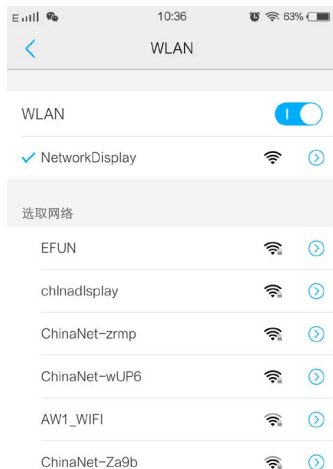 E 10:36 63%
WLAN
WLAN
NetworkDisplay
选取网络
EFUN
chInadIsplay
ChinaNet-zrmp
ChinaNet-wUP6
AW1_WIFI
ChinaNet-Za9b